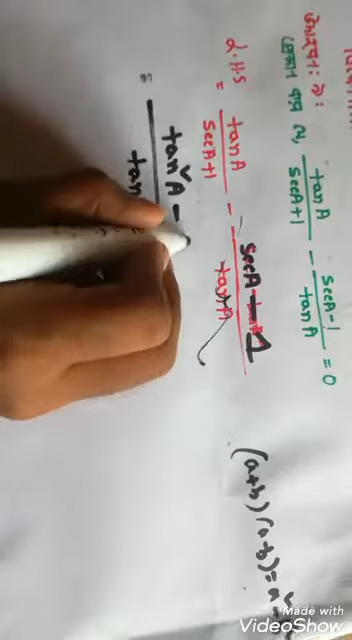 উদাহরণ: ৯:
প্রমাণ কর যে, tanA/secA+1 − secA-1/tanA = 0
L.H.S = tanA/secA+1 − secA-1/tanA
= tan²A − / tan
(a+b)(a-b)=a²-
Made with
VideoShow